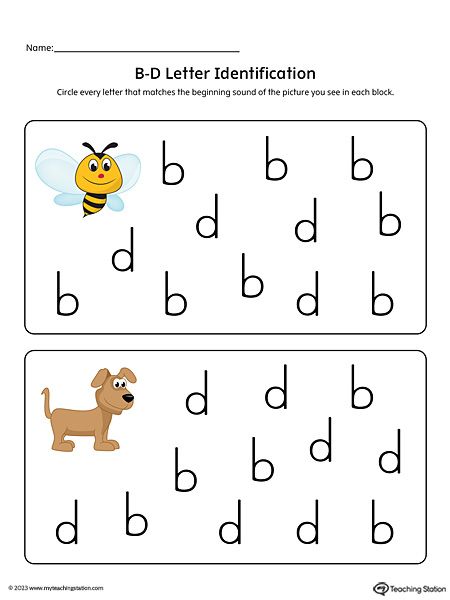 Name:
B-D Letter Identification
Circle every letter that matches the beginning sound of the picture you see in each block.
b b b
d d b
d
b b b d b
d d b
b b d d
d b d d b
© 2023 www.myteachingstation.com
Teaching Station